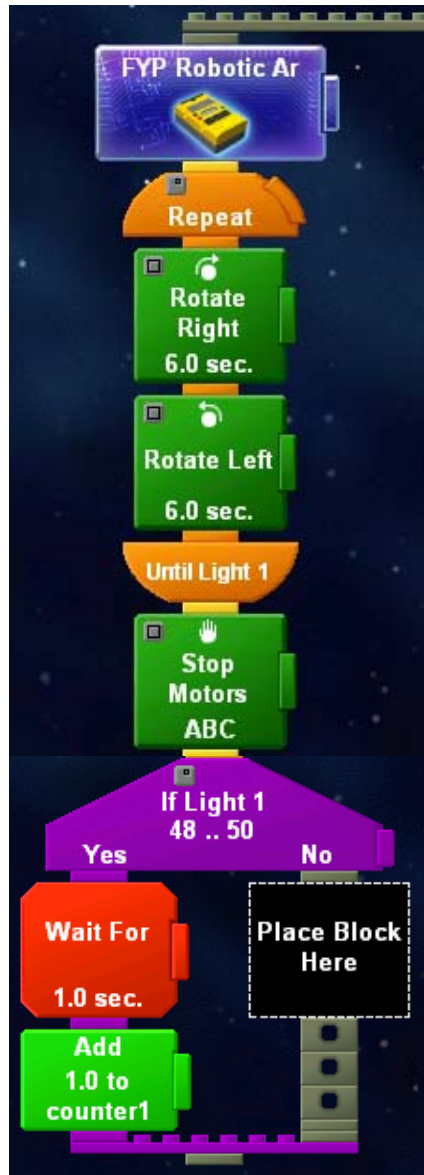 FYP Robotic Ar
Repeat
Rotate
Right
6.0 sec.
Rotate Left
6.0 sec.
Until Light 1
Stop
Motors
ABC
If Light 1
48 .. 50
Yes
No
Wait For
1.0 sec.
Place Block
Here
Add
1.0 to
counter1